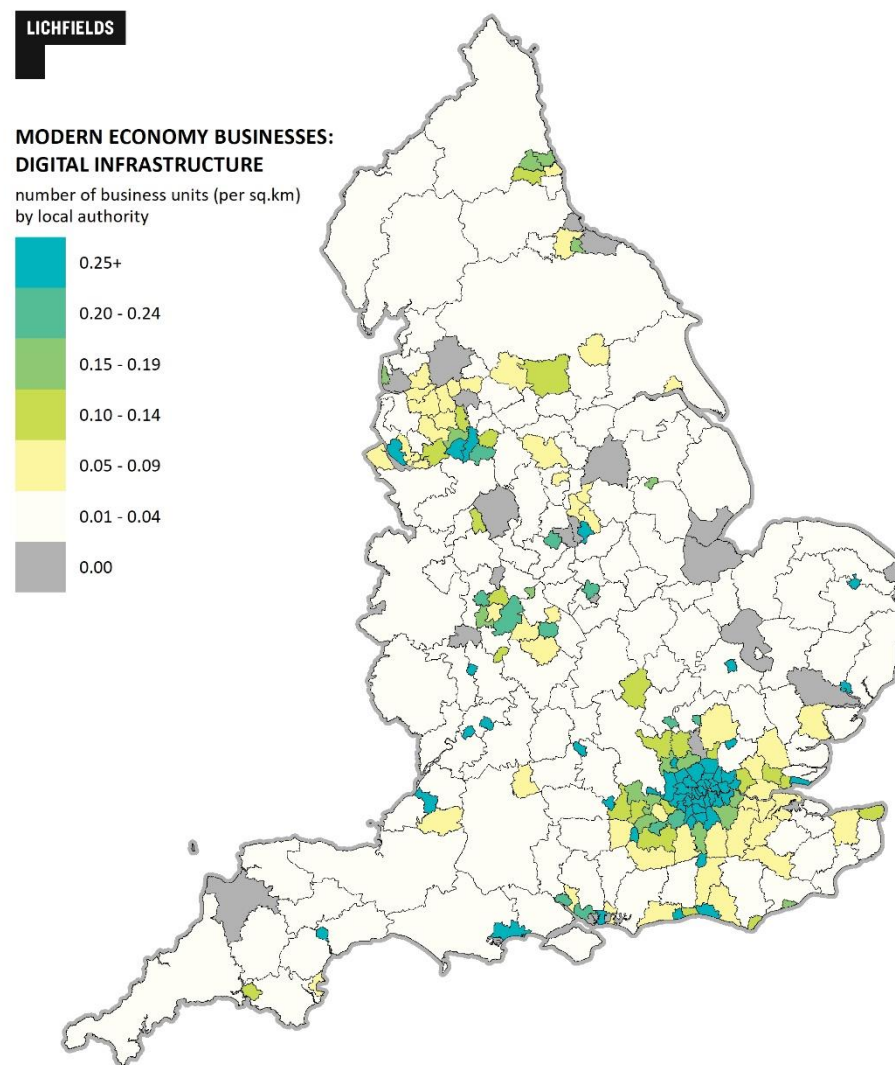 LICHFIELDS
MODERN ECONOMY BUSINESSES:
DIGITAL INFRASTRUCTURE
number of business units (per sq.km)
by local authority
0.25+
0.20 - 0.24
0.15 - 0.19
0.10 - 0.14
0.05 - 0.09
0.01 - 0.04
0.00